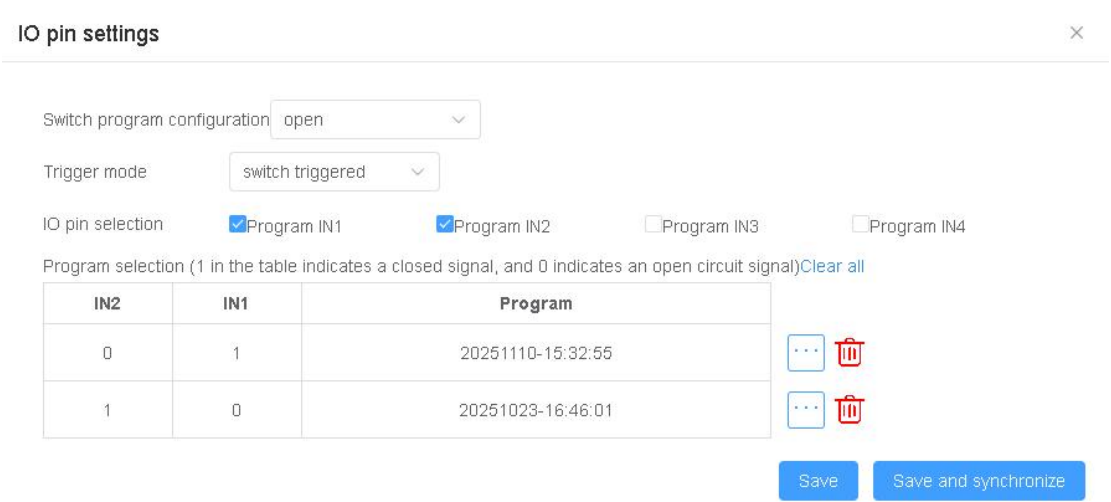 IO pin settings
Switch program configuration open
Trigger mode switch triggered
IO pin selection Program IN1 Program IN2 Program IN3 Program IN4
Program selection (1 in the table indicates a closed signal, and 0 indicates an open circuit signal)Clear all
IN2 IN1 Program
0 1 20251110-15:32:55
1 0 20251023-16:46:01
Save Save and synchronize